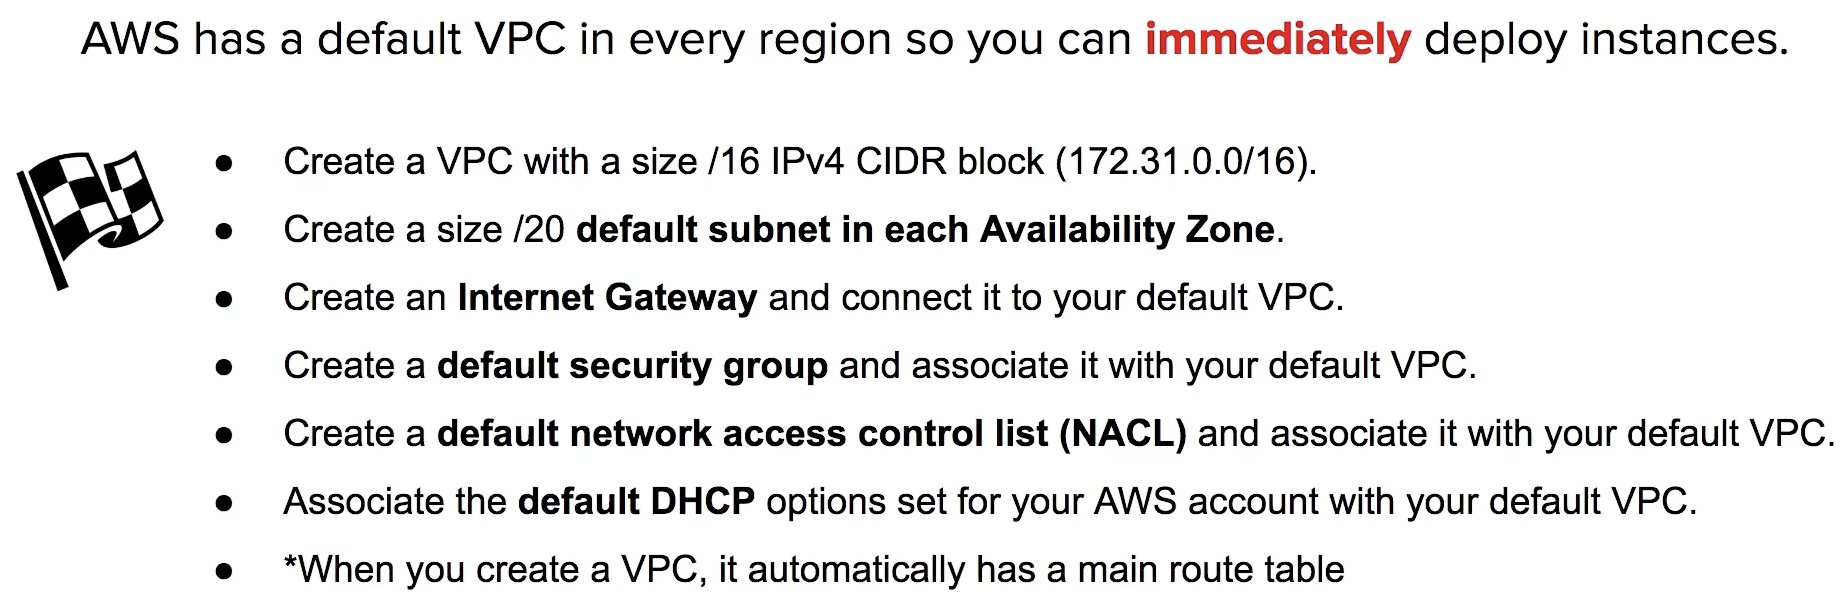 AWS has a default VPC in every region so you can immediately deploy instances.
● Create a VPC with a size /16 IPv4 CIDR block (172.31.0.0/16).
● Create a size /20 default subnet in each Availability Zone.
● Create an Internet Gateway and connect it to your default VPC.
● Create a default security group and associate it with your default VPC.
● Create a default network access control list (NACL) and associate it with your default VPC.
● Associate the default DHCP options set for your AWS account with your default VPC.
● *When you create a VPC, it automatically has a main route table